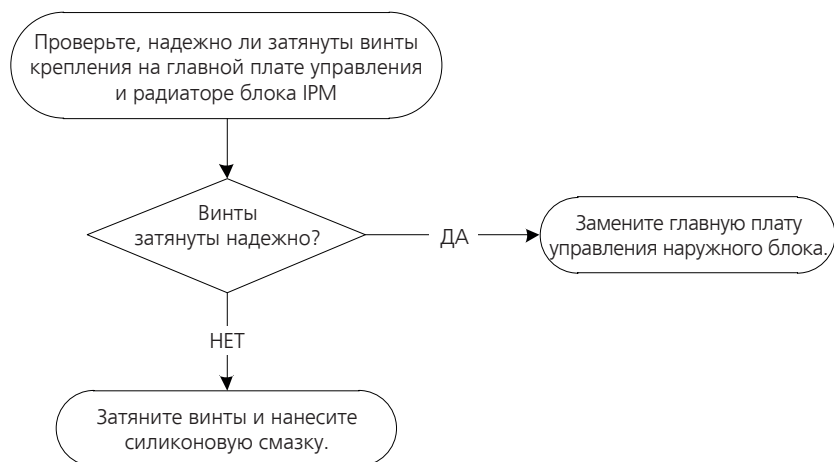 Проверьте, надежно ли затянуты винты
крепления на главной плате управления
и радиаторе блока IPM
Винты
затянуты надежно?
ДА
Замените главную плату
управления наружного блока.
НЕТ
Затяните винты и нанесите
силиконовую смазку.